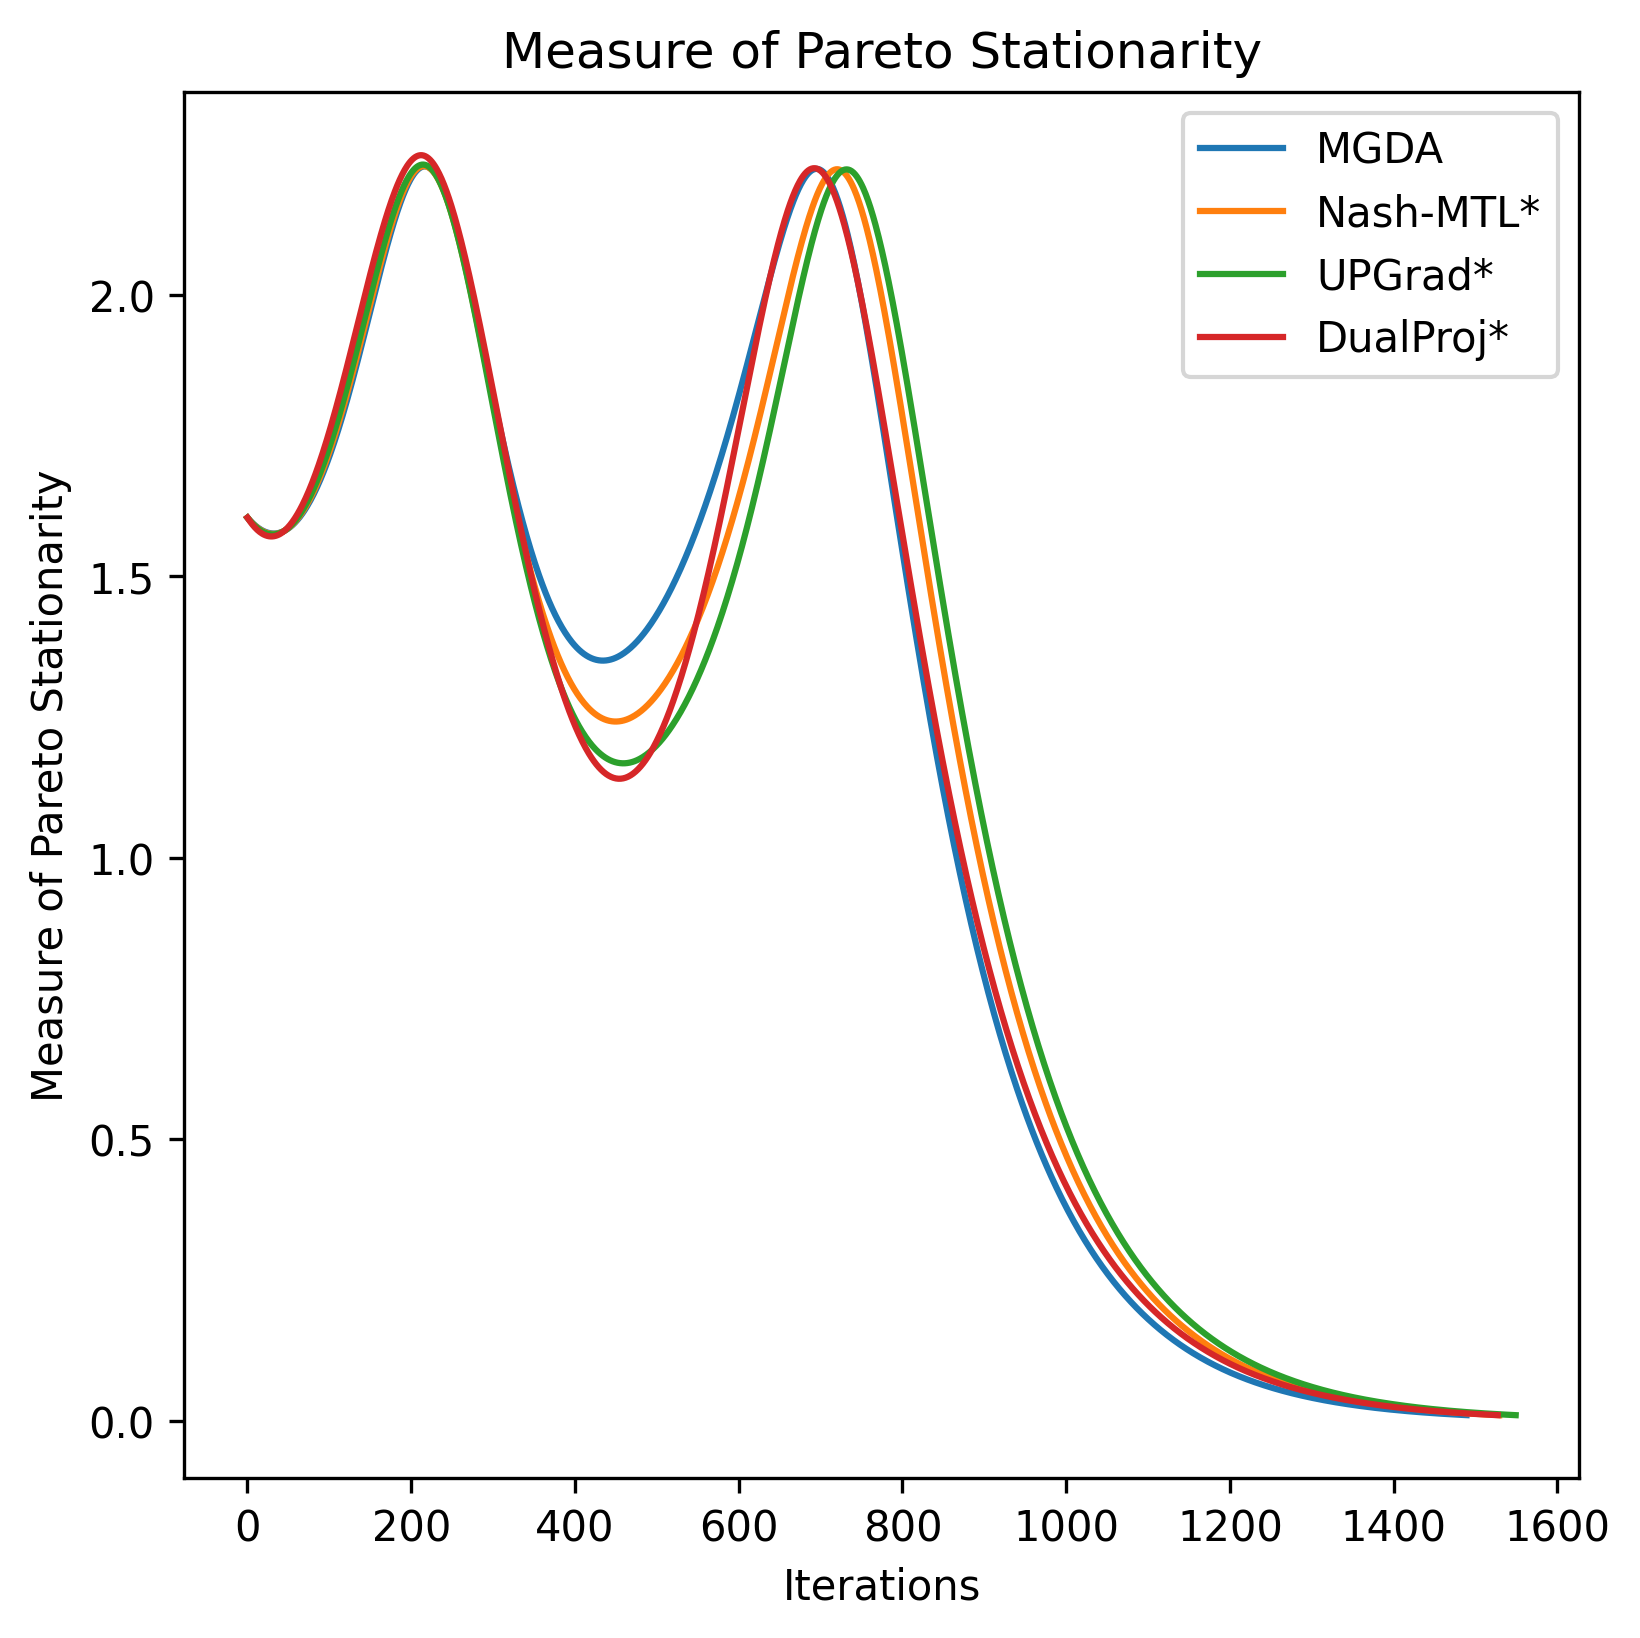 Measure of Pareto Stationarity
MGDA
Nash-MTL*
UPGrad*
DualProj*
Measure of Pareto Stationarity
2.0
1.5
1.0
0.5
0.0
0 200 400 600 800 1000 1200 1400 1600
Iterations